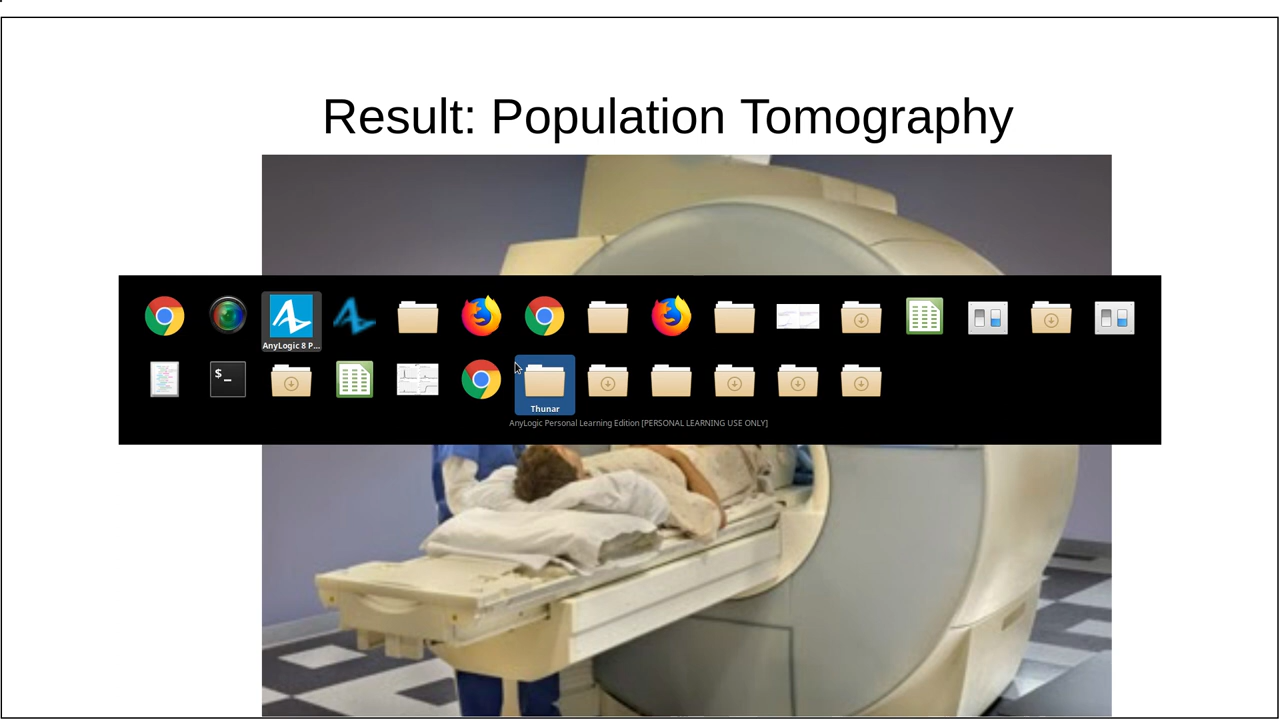 Result: Population Tomography
AnyLogic 8 P...
$_
Thunar
AnyLogic Personal Learning Edition [PERSONAL LEARNING USE ONLY]